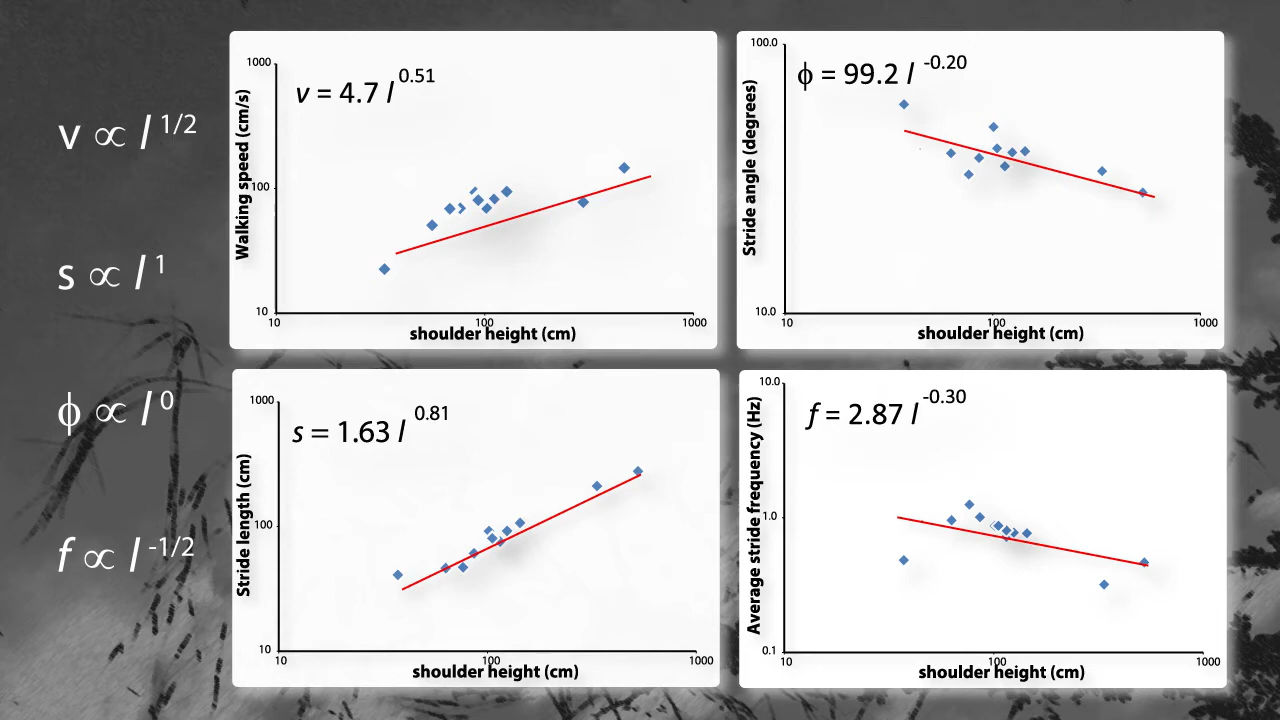 v ∝ l 1/2
s ∝ l 1
ϕ ∝ l 0
f ∝ l -1/2
v = 4.7 l 0.51
Walking speed (cm/s)
1000
100
10
10
100
1000
shoulder height (cm)
ϕ = 99.2 l -0.20
Stride angle (degrees)
100.0
10.0
10
100
1000
shoulder height (cm)
s = 1.63 l 0.81
Stride length (cm)
1000
100
10
10
100
1000
shoulder height (cm)
f = 2.87 l -0.30
Average stride frequency (Hz)
10.0
1.0
0.1
10
100
1000
shoulder height (cm)